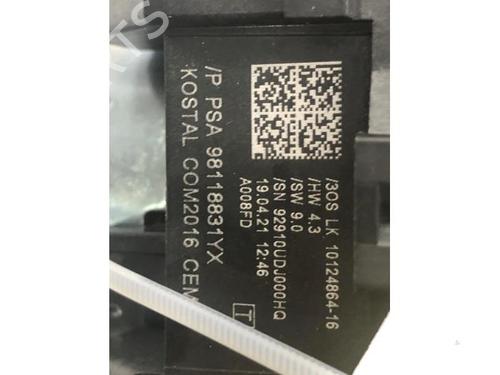 /P PSA 98118831YX
KOSTAL COM2016 CEM
/3OS LK 10124864-16
/HW 4.3
/SW 9.0
/SN 92910UDJ000HQ
19.04.21 12:46
A008FD
T